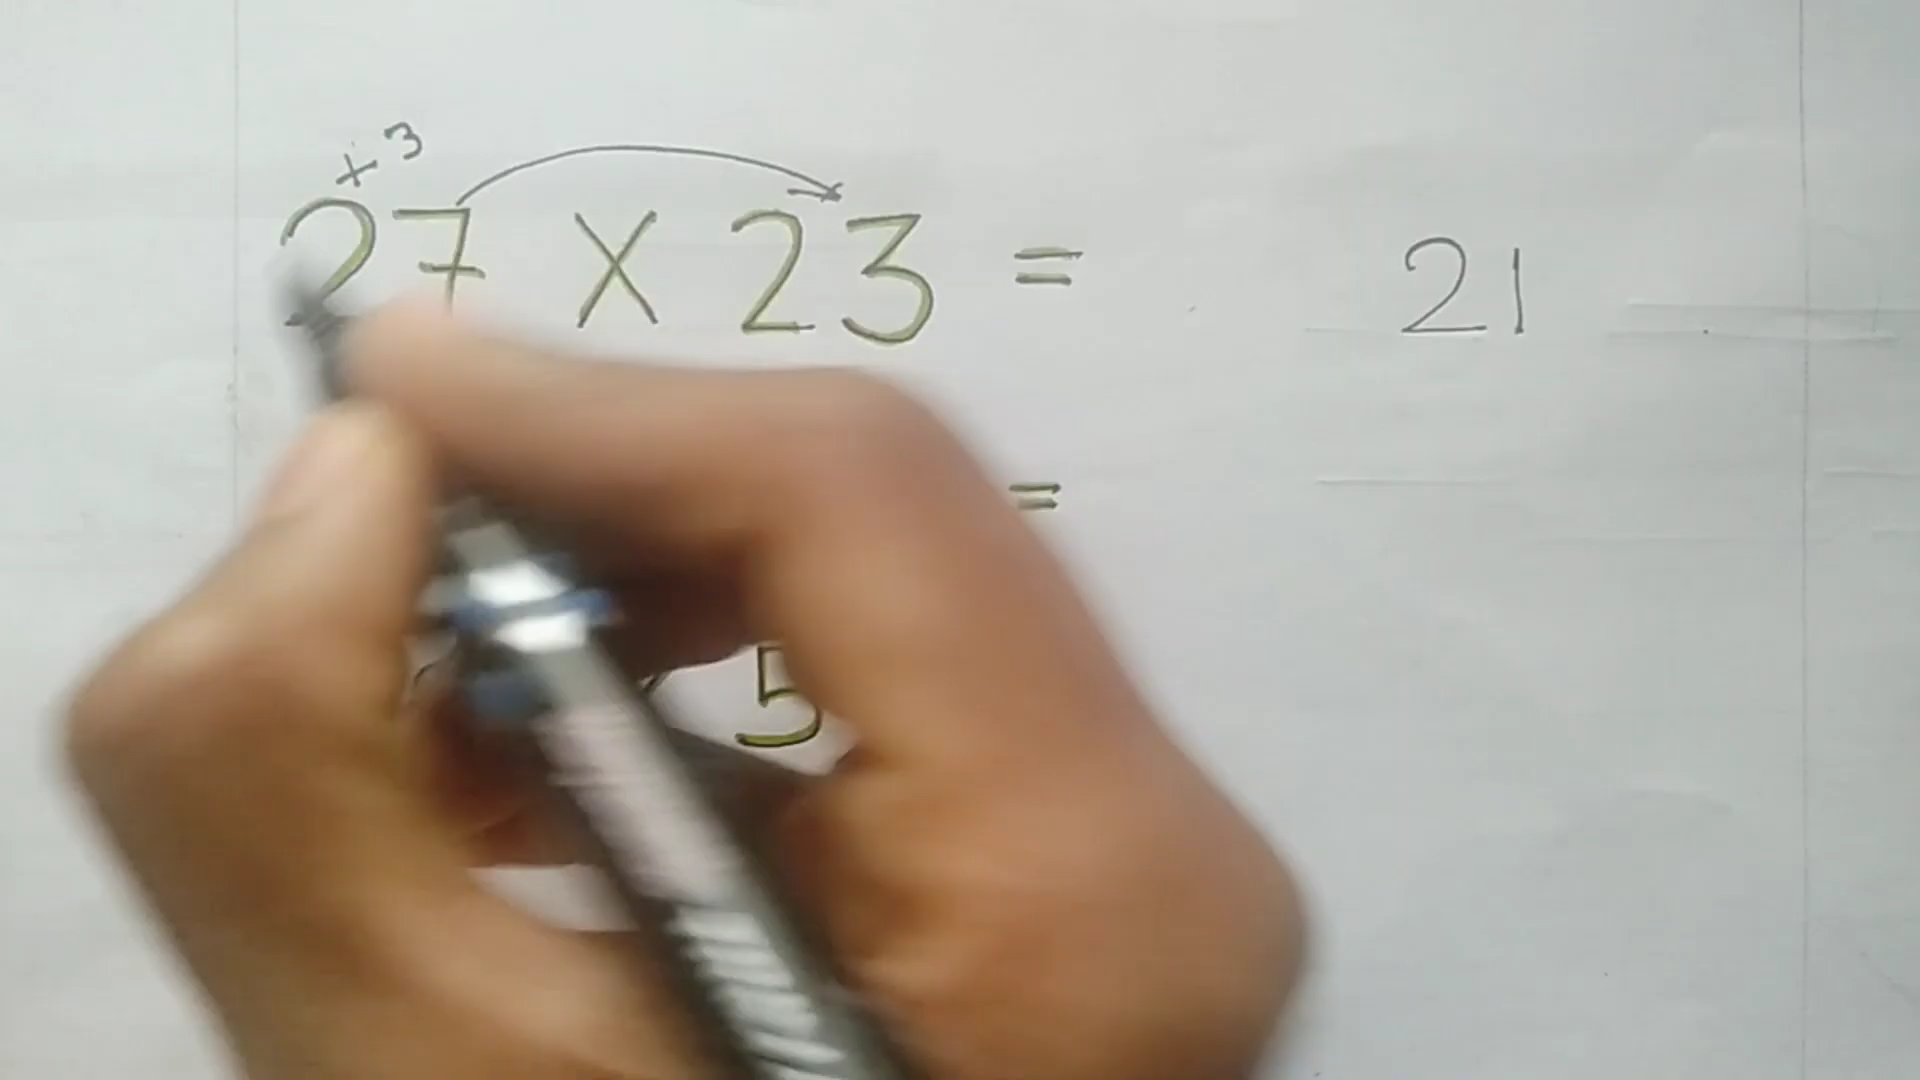 ×3
27 X 23 = 21
=
5